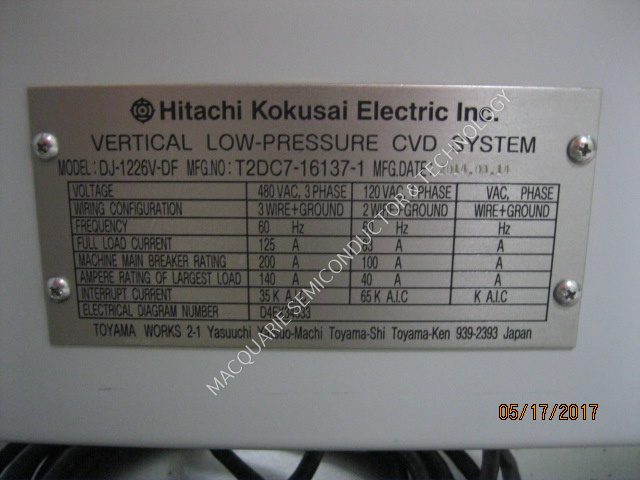 Hitachi Kokusai Electric Inc.
VERTICAL LOW-PRESSURE CVD SYSTEM
MODEL: DJ-1226V-DF MFG.NO: T2DC7-16137-1 MFG.DATE:
VOLTAGE 480 VAC, 3 PHASE 120 VAC, PHASE VAC, PHASE
WIRING CONFIGURATION 3 WIRE+GROUND 2 WIRE+GROUND WIRE+GROUND
FREQUENCY 60 Hz Hz Hz
FULL LOAD CURRENT 125 A A A
MACHINE MAIN BREAKER RATING 200 A 100 A A
AMPERE RATING OF LARGEST LOAD 140 A 40 A A
INTERRUPT CURRENT 35K A.I.C 65K A.I.C K A.I.C
ELECTRICAL DIAGRAM NUMBER
TOYAMA WORKS 2-1 Yasuuchi Toyama-Shi Toyama-Ken 939-2393 Japan
MACQUARIE SEMICONDUCTOR & TECHNOLOGY
05/17/2017